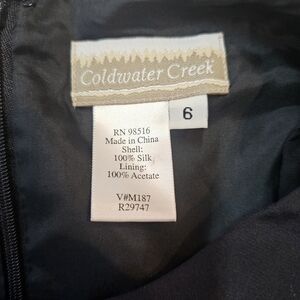 Coldwater Creek
6
RN 98516
Made in China
Shell:
100% Silk
Lining:
100% Acetate
V#M187
R29747